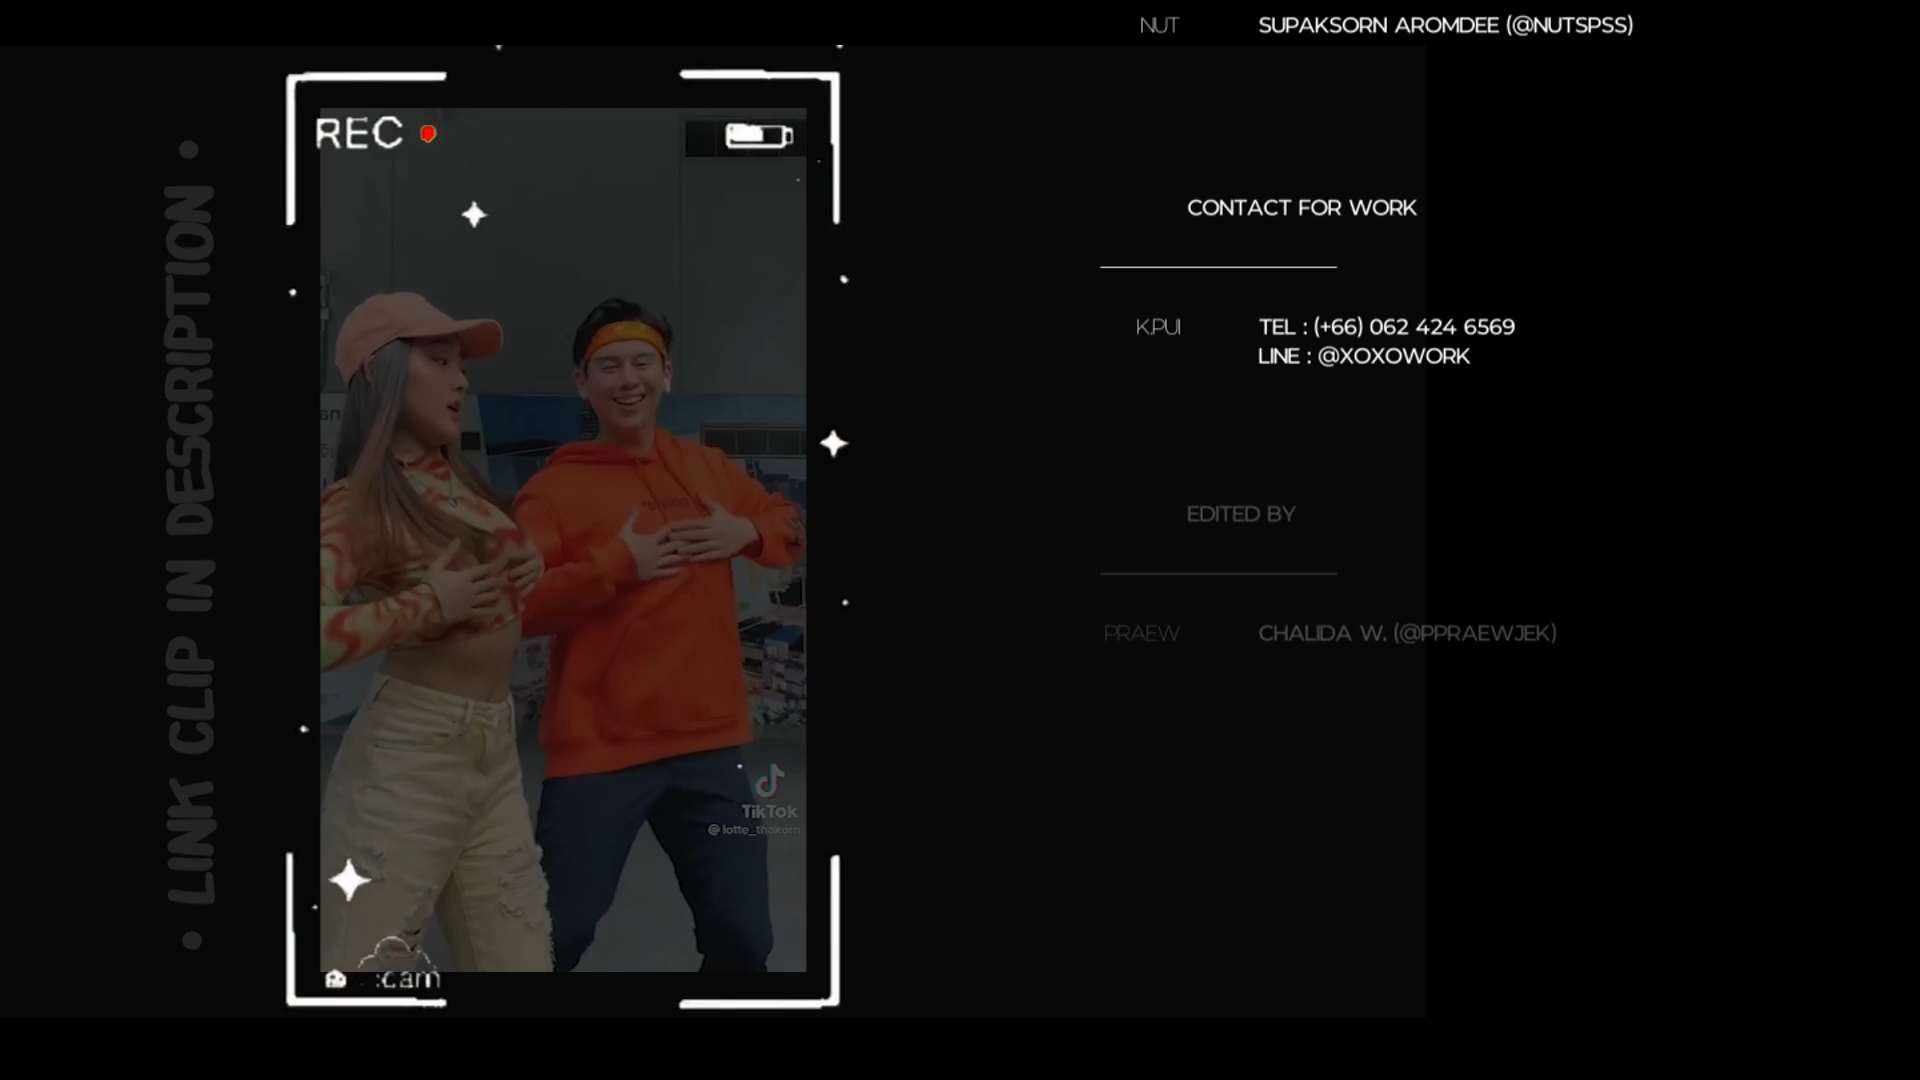 NUT SUPAKSORN AROMDEE (@NUTSPSS)
• LINK CLIP IN DESCRIPTION •
REC
CONTACT FOR WORK
K.PUI TEL : (+66) 062 424 6569
LINE : @XOXOWORK
EDITED BY
PRAEW CHALIDA W. (@PPRAEWJEK)
TikTok
@lotte_thakorn
:cam